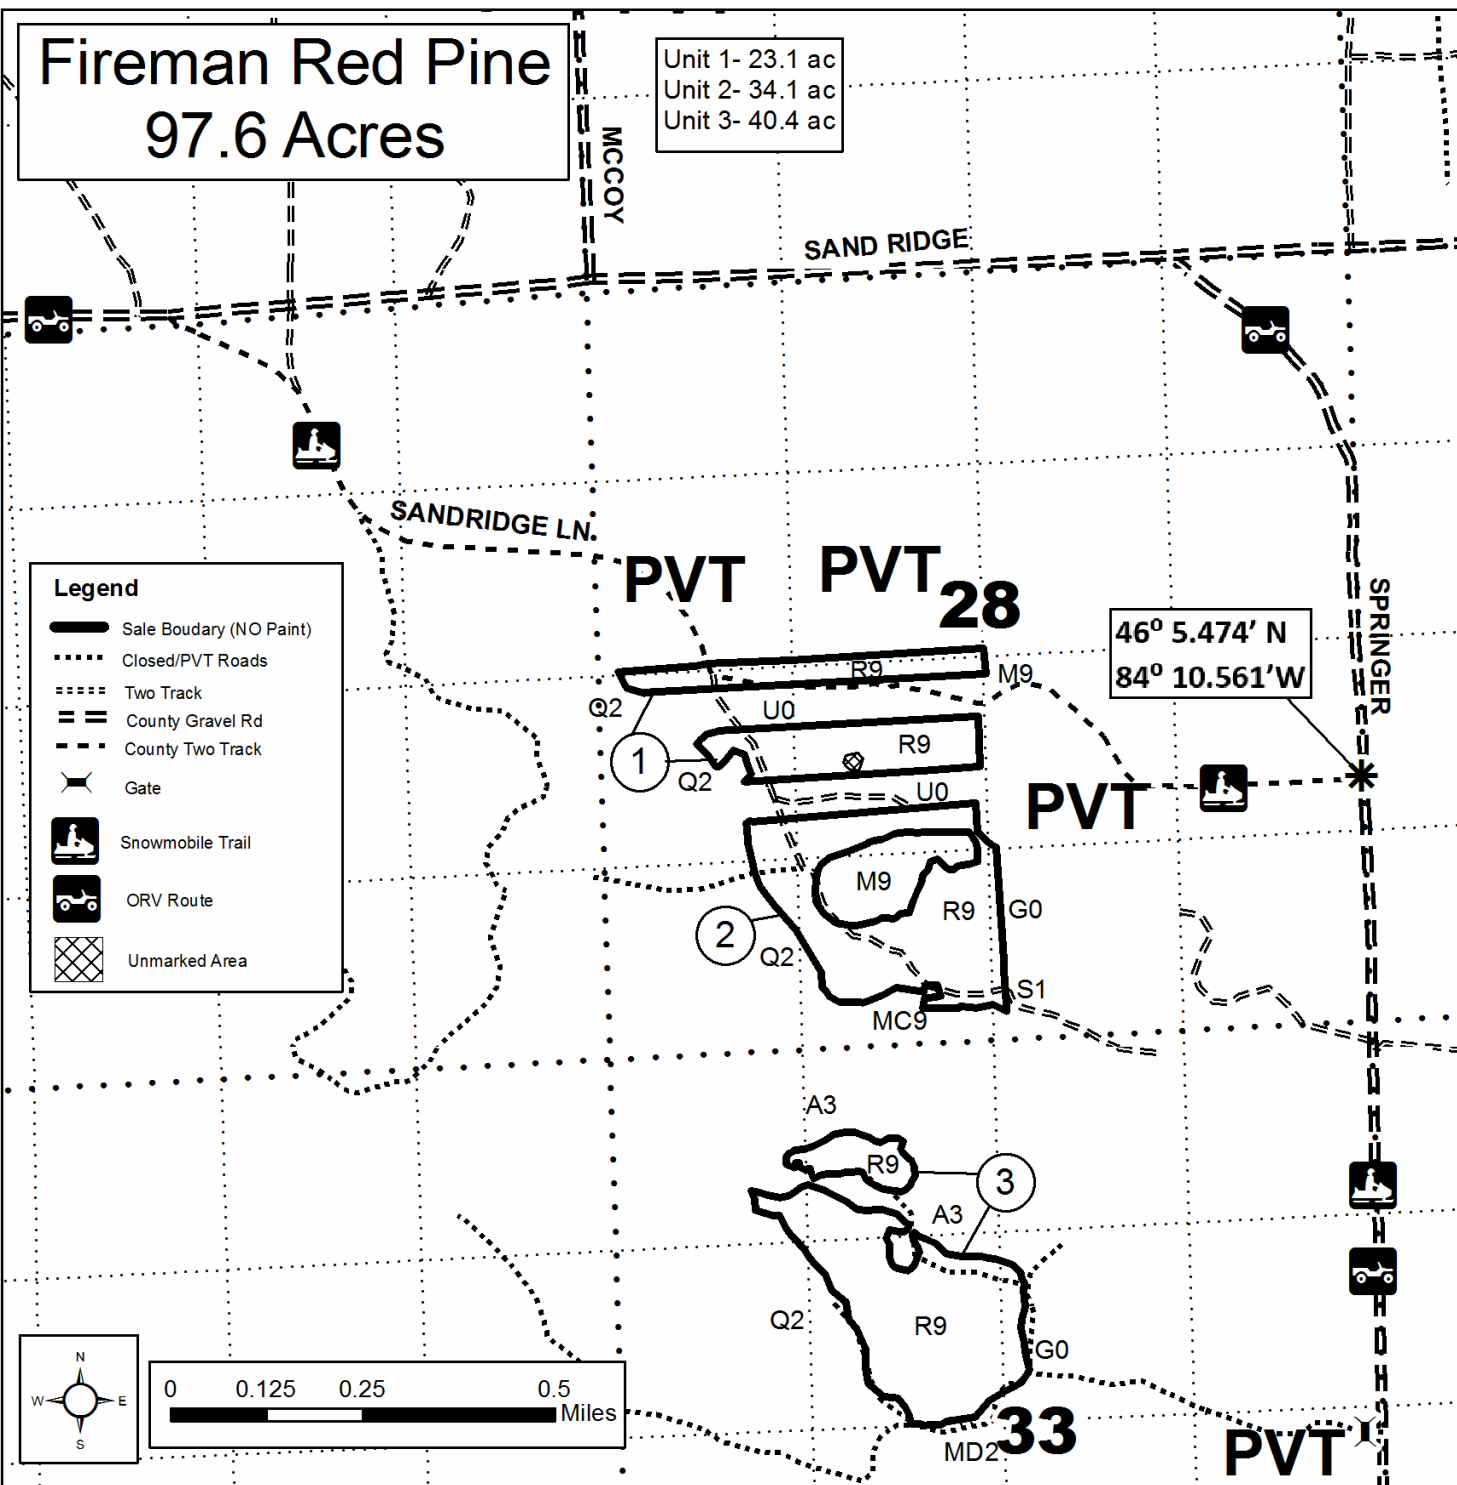 Fireman Red Pine
97.6 Acres
Unit 1- 23.1 ac
Unit 2- 34.1 ac
Unit 3- 40.4 ac
MCCOY
SAND RIDGE
SANDRIDGE LN
PVT
PVT
28
Legend
Sale Boudary (NO Paint)
Closed/PVT Roads
Two Track
County Gravel Rd
County Two Track
Gate
Snowmobile Trail
ORV Route
Unmarked Area
46⁰ 5.474’ N
84⁰ 10.561’W
SPRINGER
R9
M9
Q2
U0
1
R9
Q2
U0
PVT
M9
R9
G0
2
Q2
S1
MC9
A3
R9
3
A3
Q2
R9
G0
MD2
33
PVT
N
W
E
S
0 0.125 0.25 0.5
Miles